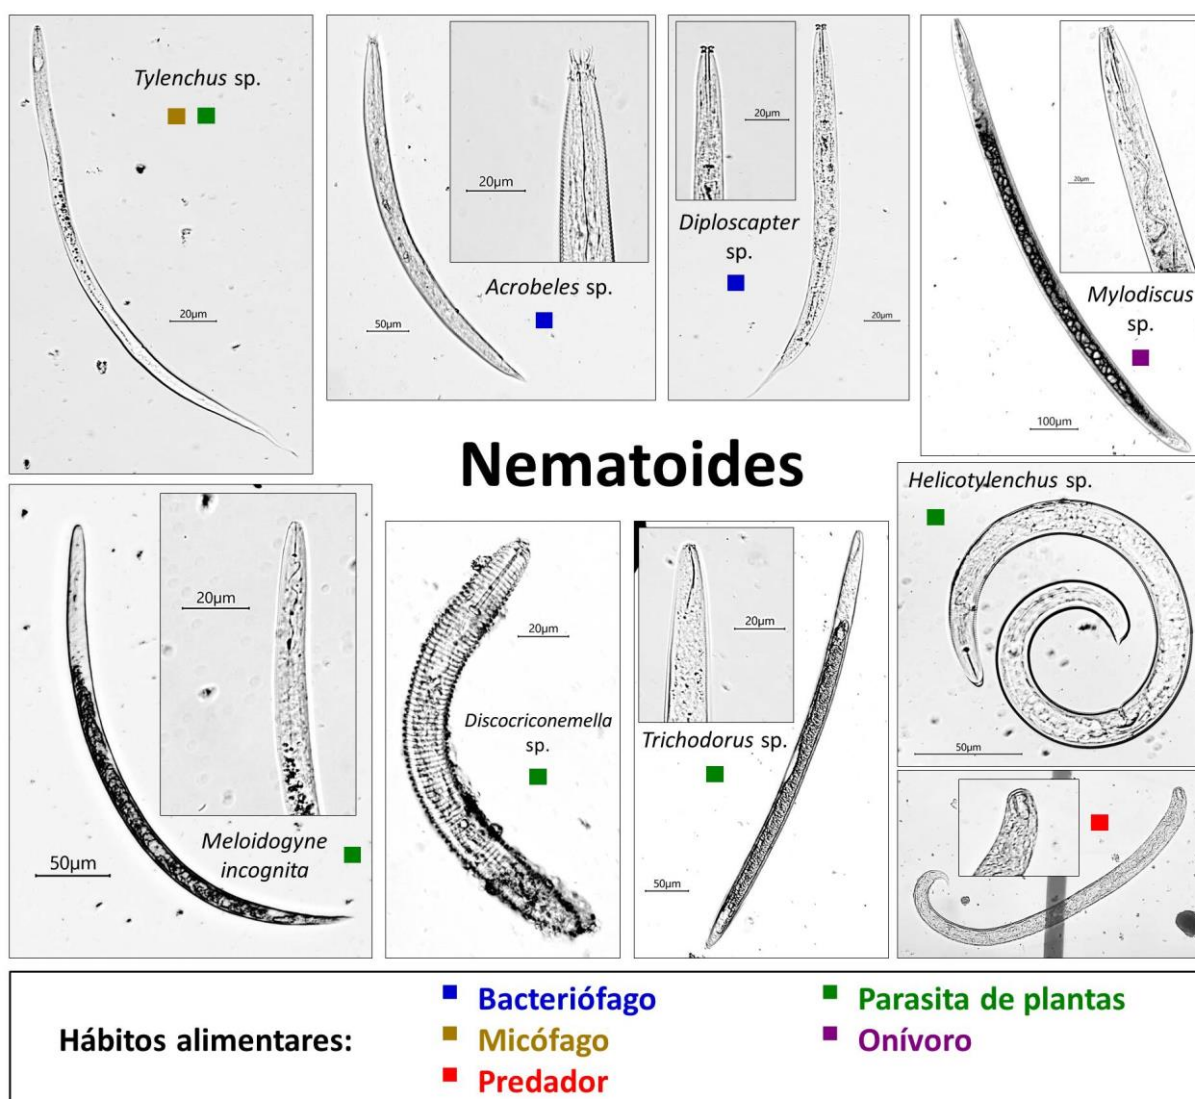 Tylenchus sp.
20µm
20µm
50µm
Acrobeles sp.
20µm
Diploscapter
sp.
20µm
20µm
Mylodiscus
sp.
100µm
Nematoides
20µm
50µm
Meloidogyne
incognita
20µm
Discocriconemella
sp.
20µm
Trichodorus sp.
50µm
Helicotylenchus sp.
50µm
Hábitos alimentares:
Bacteriófago
Micófago
Predador
Parasita de plantas
Onívoro